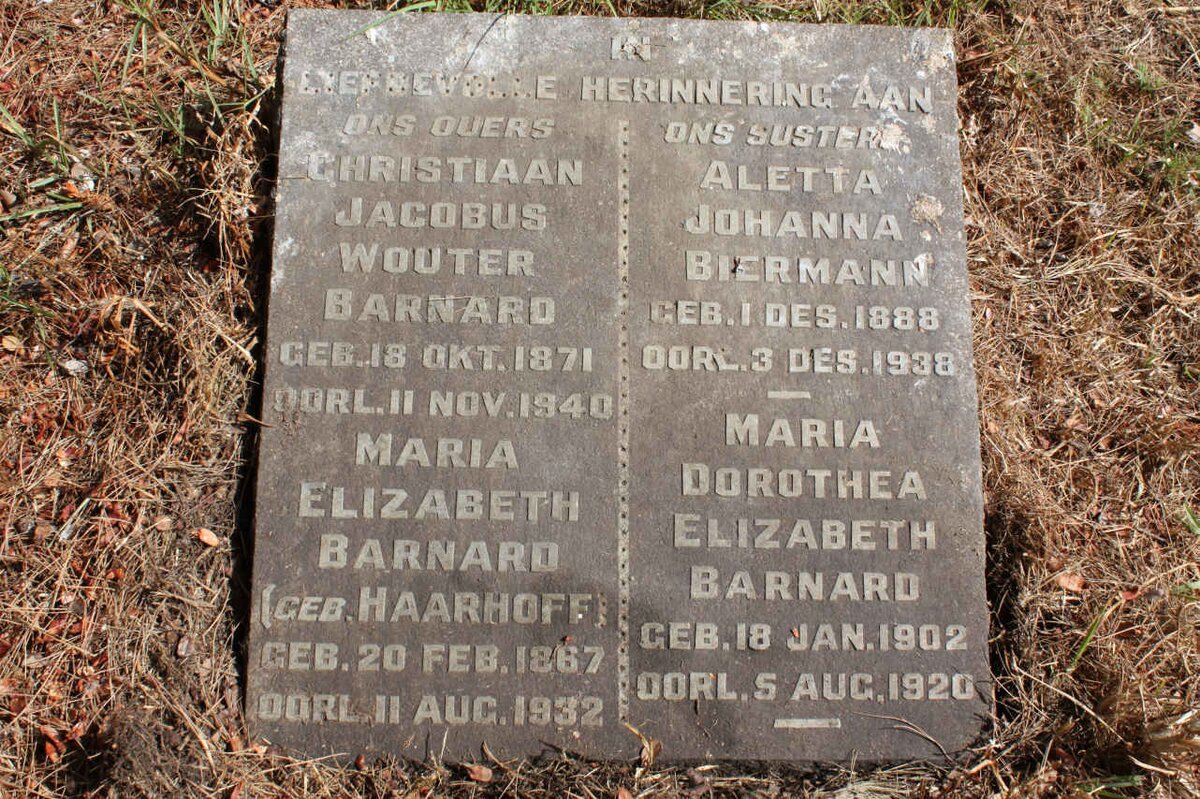 IN
LIEFDEVOLLE HERINNERING AAN
ONS OUERS
CHRISTIAAN
JACOBUS
WOUTER
BARNARD
GEB. 18 OKT. 1871
OORL. 11 NOV. 1940
MARIA
ELIZABETH
BARNARD
(GEB. HAARHOFF)
GEB. 20 FEB. 1867
OORL. 11 AUG. 1932
ONS SUSTERS
ALETTA
JOHANNA
BIERMANN
GEB. 1 DES. 1888
OORL. 3 DES. 1938
MARIA
DOROTHEA
ELIZABETH
BARNARD
GEB. 18 JAN. 1902
OORL. 5 AUG. 1920